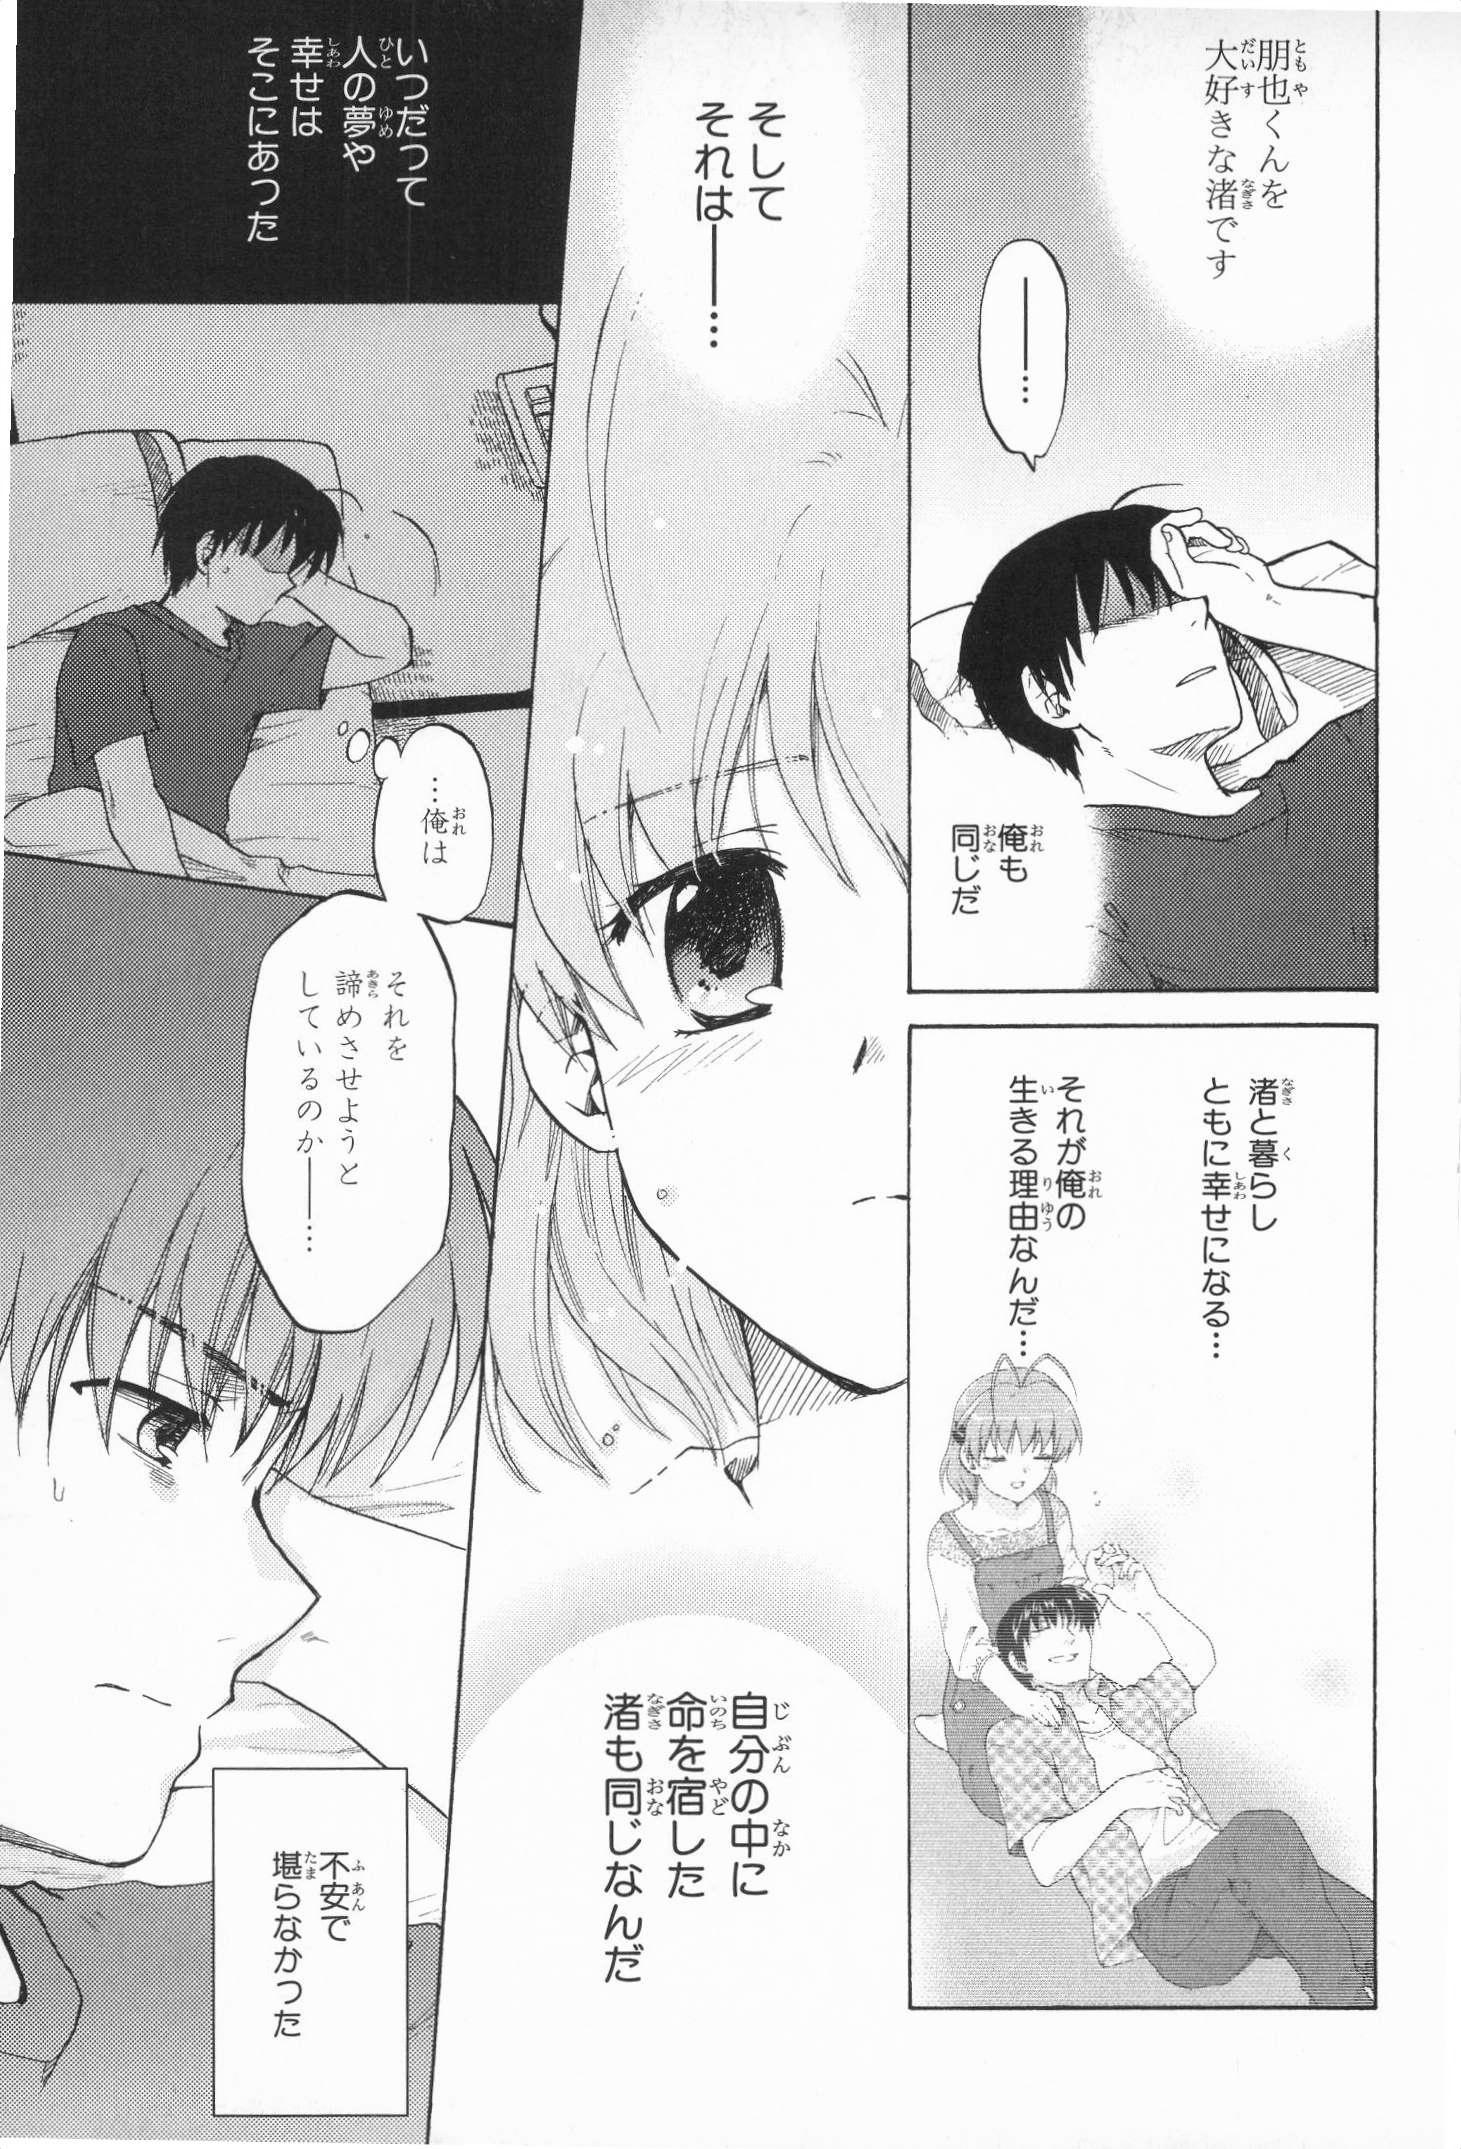 朋也くんを
大好きな渚です
――…
俺も
同じだ
渚と暮らし
ともに幸せになる…
それが俺の
生きる理由なんだ…
そして
それは――…
自分の中に
命を宿した
渚も同じなんだ
いつだって
人の夢や
幸せは
そこにあった
…俺は
それを
諦めさせようと
しているのか――…
不安で
堪らなかった